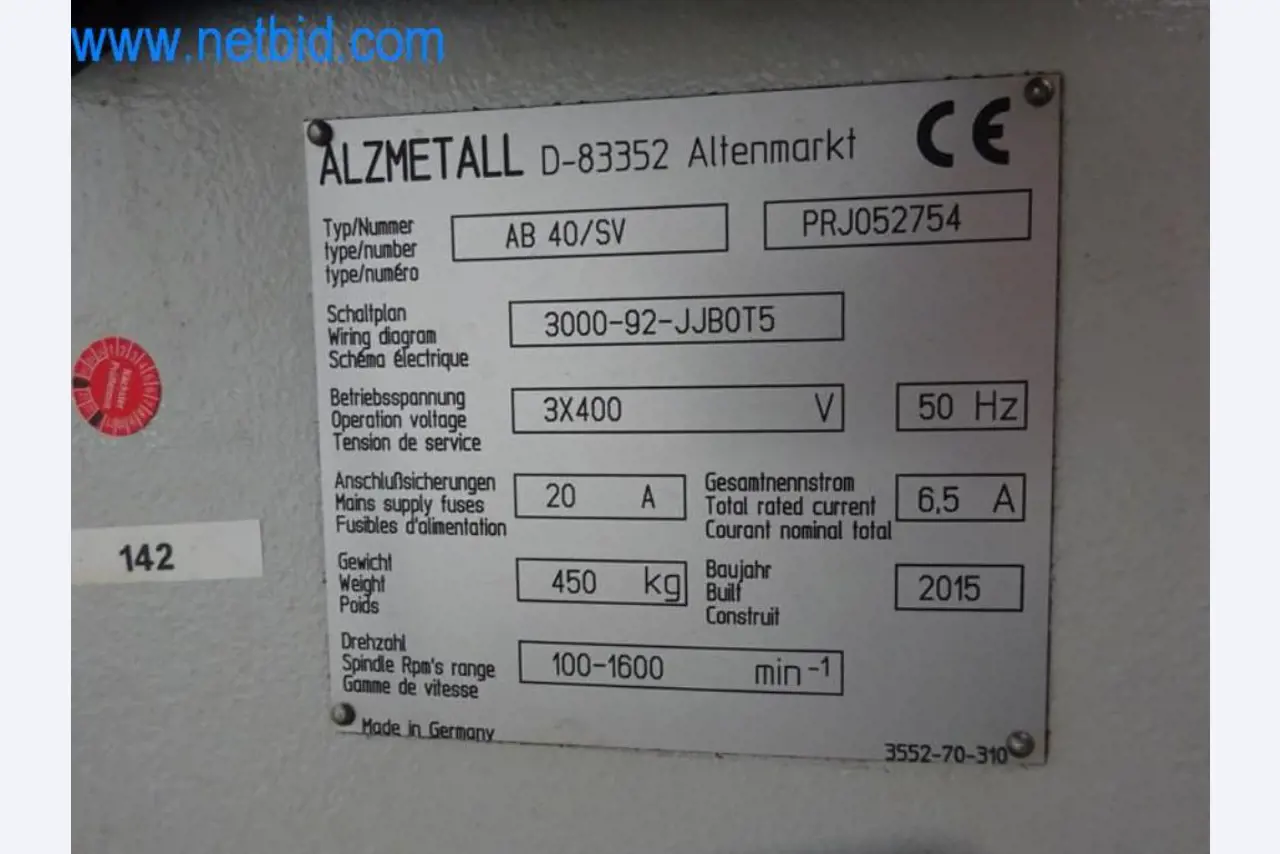 www.netbid.com
ALZMETALL D-83352 Altenmarkt CE
Typ/Nummer
type/number
type/numéro
AB 40/SV PRJ052754
Schaltplan
Wiring diagram
Schéma électrique
3000-92-JJB0T5
Betriebsspannung
Operation voltage
Tension de service
3X400 V 50 Hz
Anschlußsicherungen
Mains supply fuses
Fusibles d'alimentation
20 A
Gesamtnennstrom
Total rated current
Courant nominal total
6,5 A
Gewicht
Weight
Poids
450 kg
Baujahr
Built
Construit
2015
Drehzahl
Spindle Rpm's range
Gamme de vitesse
100-1600 min-1
Made in Germany
3552-70-310
Nächster
Prüftermin
142